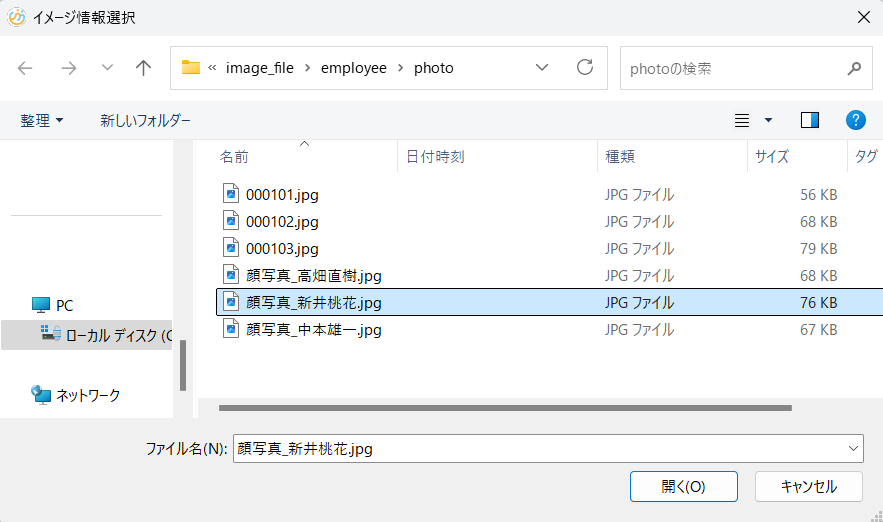 イメージ情報選択
« image_file › employee › photo
photoの検索
整理 新しいフォルダー
名前 日付時刻 種類 サイズ タグ
000101.jpg JPG ファイル 56 KB
000102.jpg JPG ファイル 68 KB
000103.jpg JPG ファイル 79 KB
顔写真_高畑直樹.jpg JPG ファイル 68 KB
顔写真_新井桃花.jpg JPG ファイル 76 KB
顔写真_中本雄一.jpg JPG ファイル 67 KB
PC
ローカル ディスク (C
ネットワーク
ファイル名(N): 顔写真_新井桃花.jpg
開く(O) キャンセル